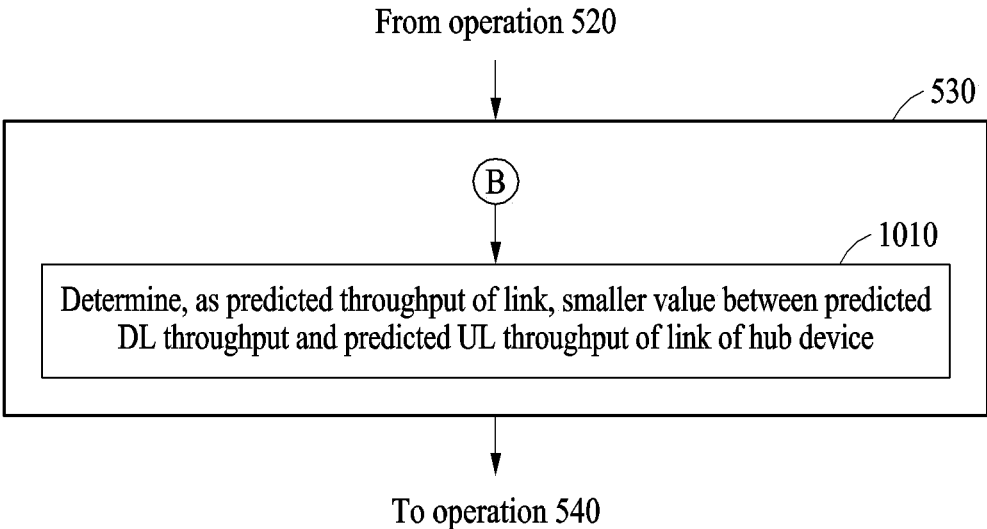 From operation 520
530
B
1010
Determine, as predicted throughput of link, smaller value between predicted
DL throughput and predicted UL throughput of link of hub device
To operation 540